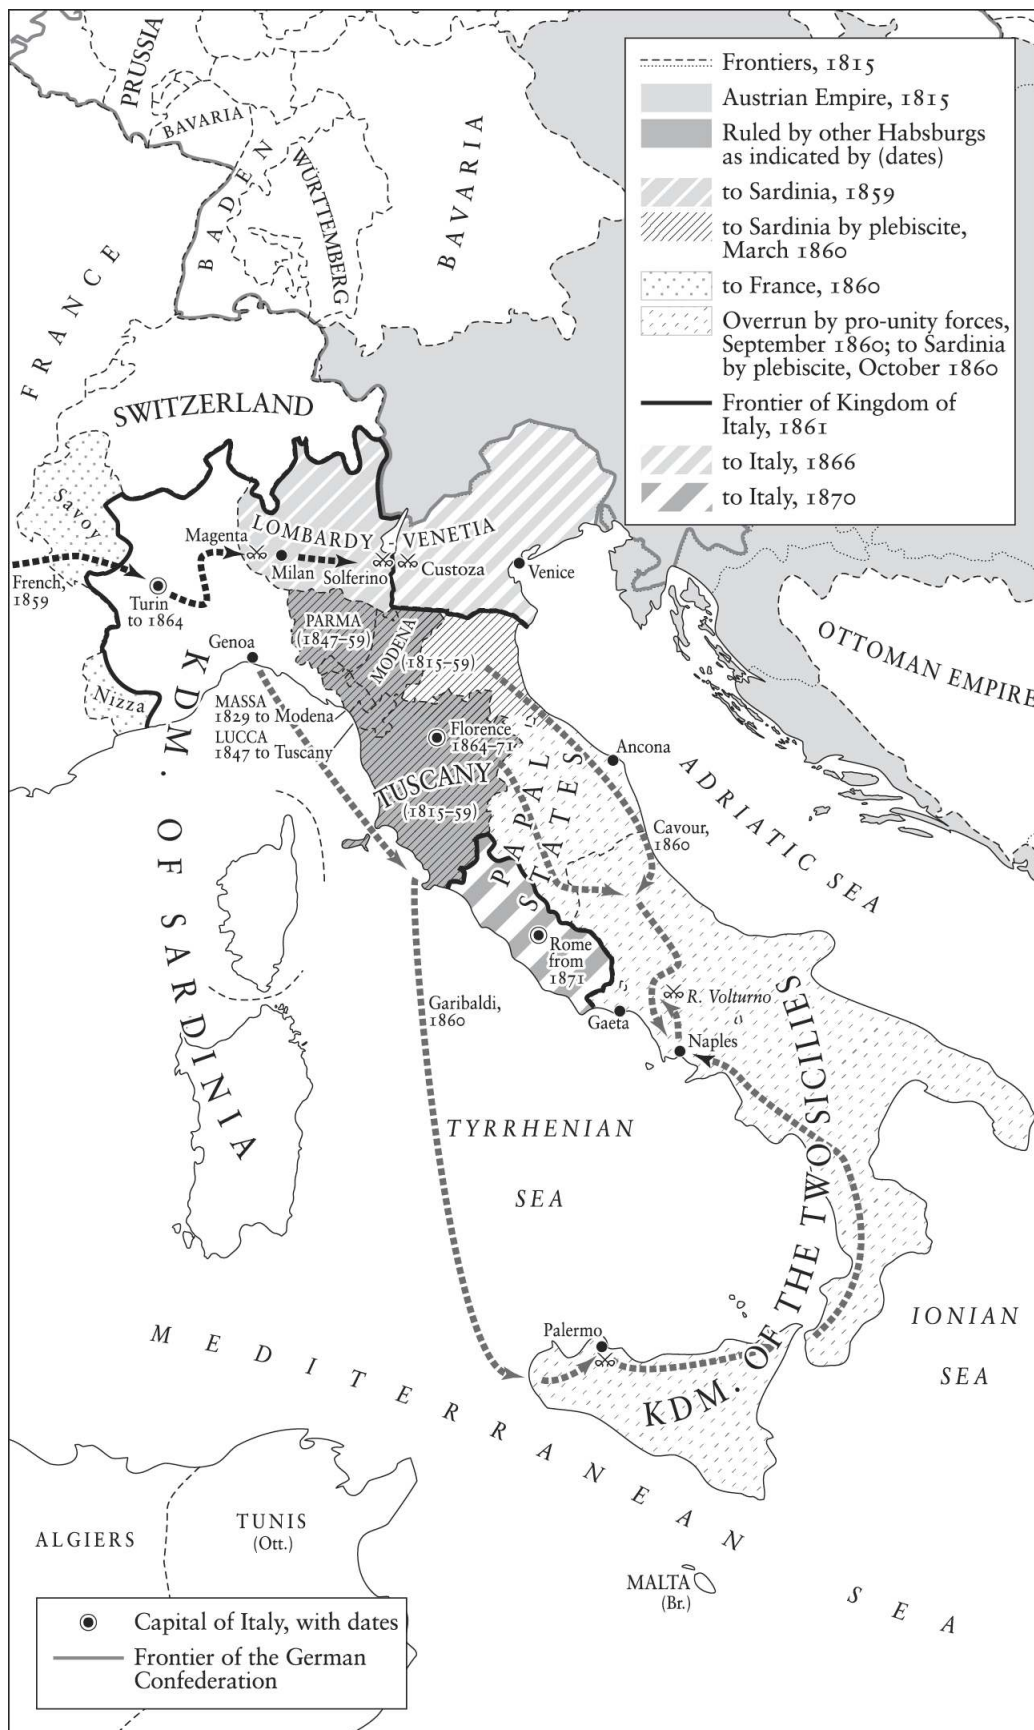 PRUSSIA
BAVARIA
BADEN
WÜRTTEMBERG
BAVARIA
FRANCE
SWITZERLAND
Frontiers, 1815
Austrian Empire, 1815
Ruled by other Habsburgs
as indicated by (dates)
to Sardinia, 1859
to Sardinia by plebiscite,
March 1860
to France, 1860
Overrun by pro-unity forces,
September 1860; to Sardinia
by plebiscite, October 1860
Frontier of Kingdom of
Italy, 1861
to Italy, 1866
to Italy, 1870
Savoy
Magenta
LOMBARDY
VENETIA
Milan
Solferino
Custoza
Venice
French,
1859
Turin
to 1864
OTTOMAN EMPIRE
PARMA
(1847–59)
MODENA
(1815–59)
Genoa
Nizza
MASSA
1829 to Modena
LUCCA
1847 to Tuscany
Florence
1864–71
TUSCANY
(1815–59)
PAPAL
STATES
Ancona
ADRIATIC SEA
Cavour,
1860
KDM. OF SARDINIA
Rome
from
1871
Garibaldi,
1860
Gaeta
R. Volturno
Naples
TYRRHENIAN
SEA
KDM. OF THE TWO SICILIES
IONIAN
SEA
Palermo
MEDITERRANEAN SEA
ALGIERS
TUNIS
(Ott.)
MALTA
(Br.)
Capital of Italy, with dates
Frontier of the German
Confederation